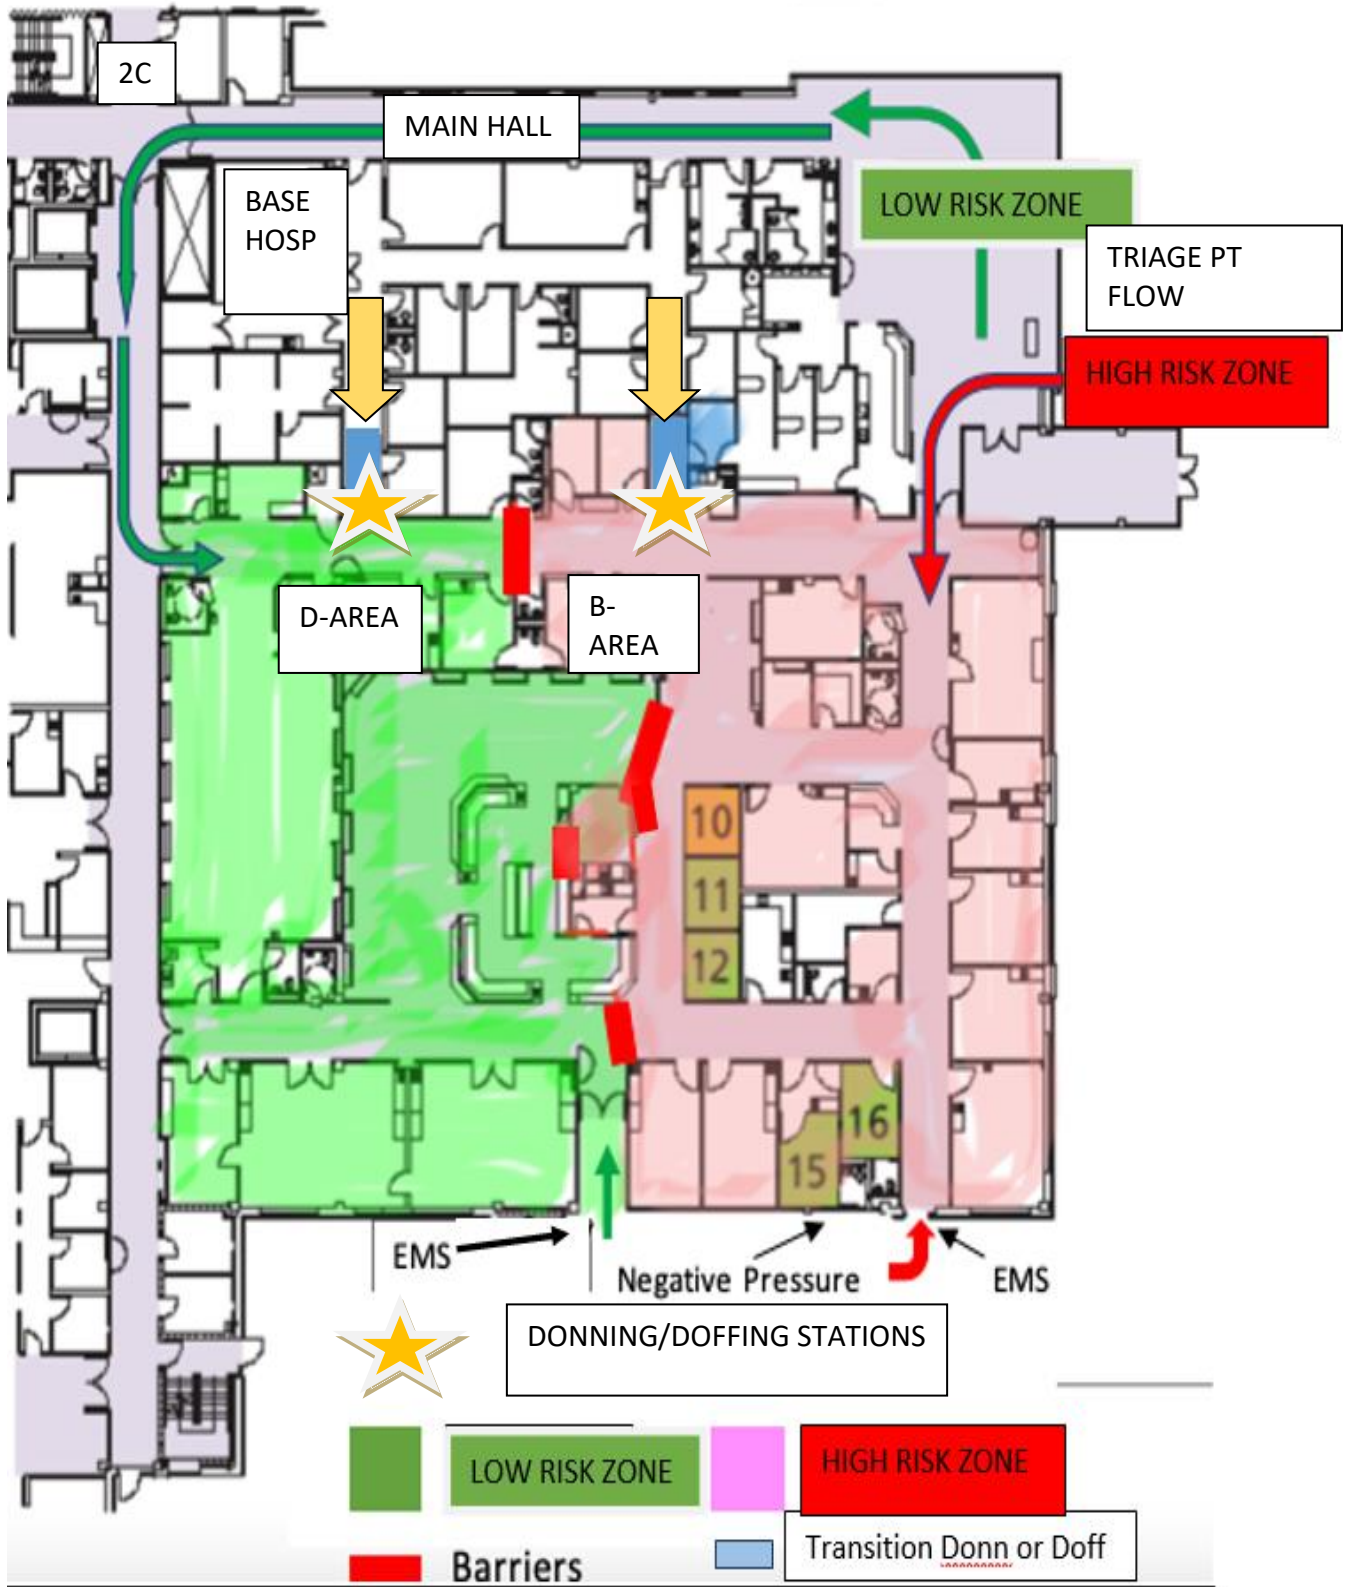 2C
MAIN HALL
BASE
HOSP
LOW RISK ZONE
TRIAGE PT
FLOW
HIGH RISK ZONE
D-AREA
B-
AREA
10
11
12
16
15
EMS
Negative Pressure
EMS
DONNING/DOFFING STATIONS
LOW RISK ZONE
HIGH RISK ZONE
Barriers
Transition Donn or Doff